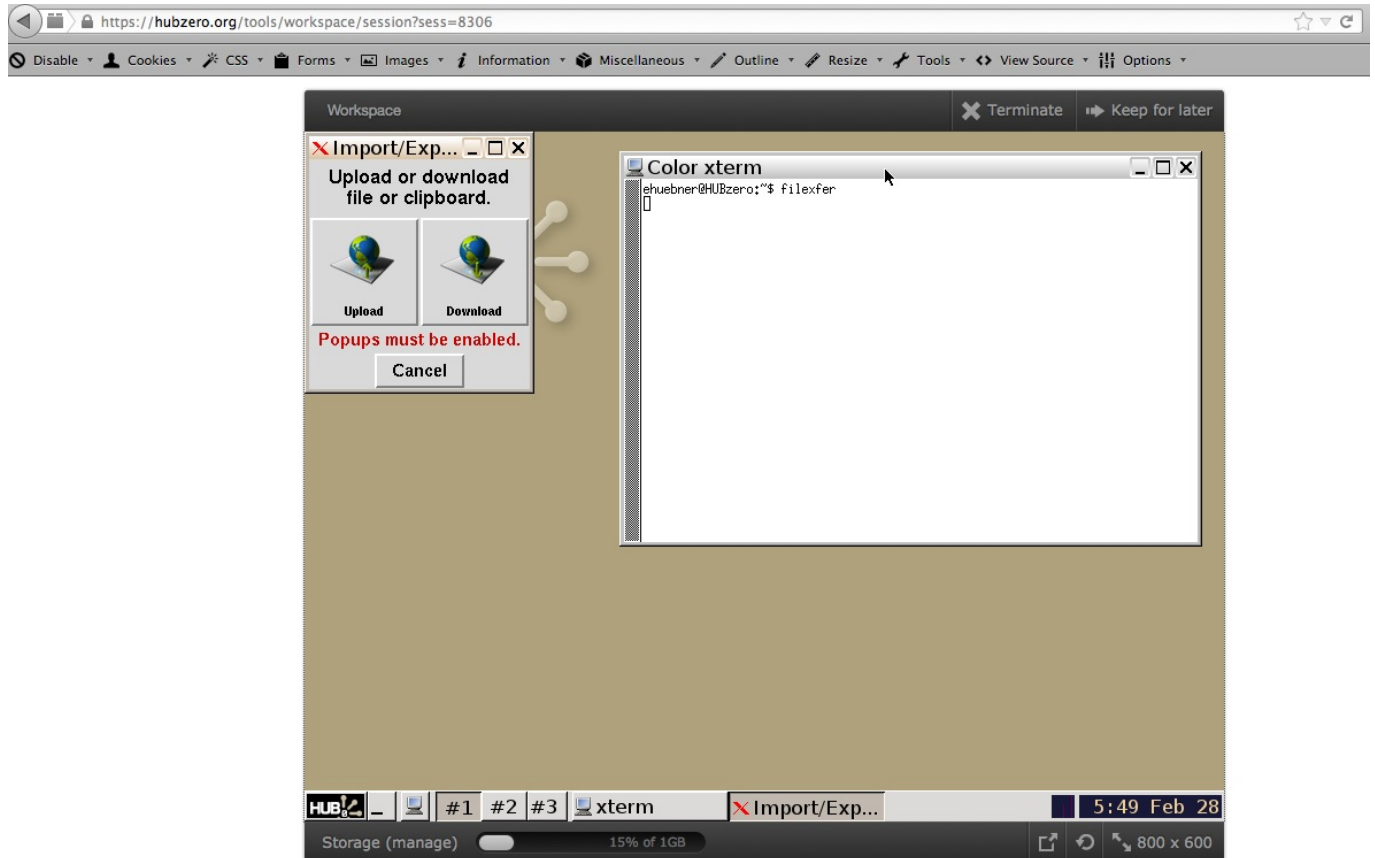 https://hubzero.org/tools/workspace/session?sess=8306
Disable Cookies CSS Forms Images Information Miscellaneous Outline Resize Tools View Source Options
Workspace
Terminate
Keep for later
Import/Exp...
Upload or download
file or clipboard.
Upload
Download
Popups must be enabled.
Cancel
Color xterm
ehuebner@HUBzero:~$ filexfer
HUB
#1
#2
#3
xterm
Import/Exp...
5:49 Feb 28
Storage (manage)
15% of 1GB
800 x 600